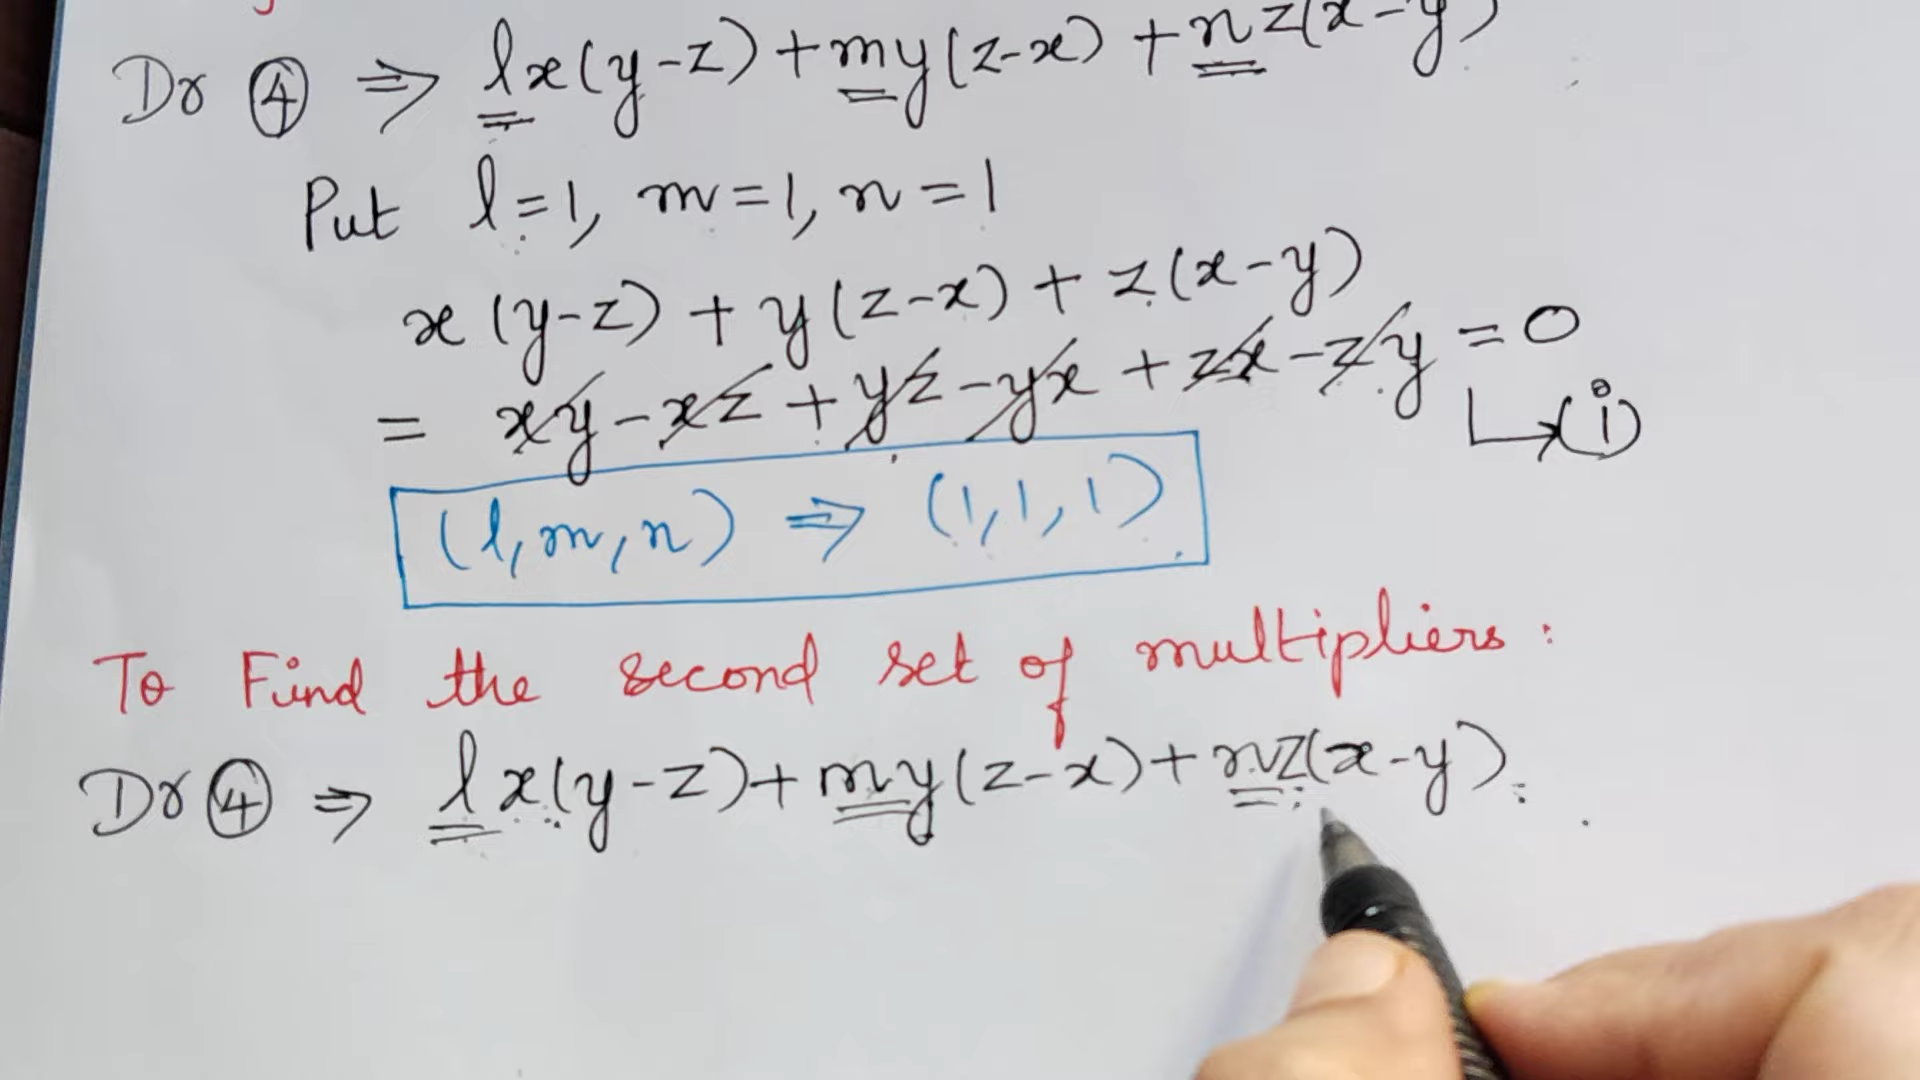 Dr ④ ⇒ lx(y-z)+my(z-x)+nz(x-y)
Put l=1, m=1, n=1
x(y-z)+y(z-x)+z(x-y)
= xy-xz+yz-yx+zx-zy=0
↳(i)
(l,m,n) ⇒ (1,1,1)
To Find the second set of multipliers:
Dr ④ ⇒ lx(y-z)+my(z-x)+nz(x-y)